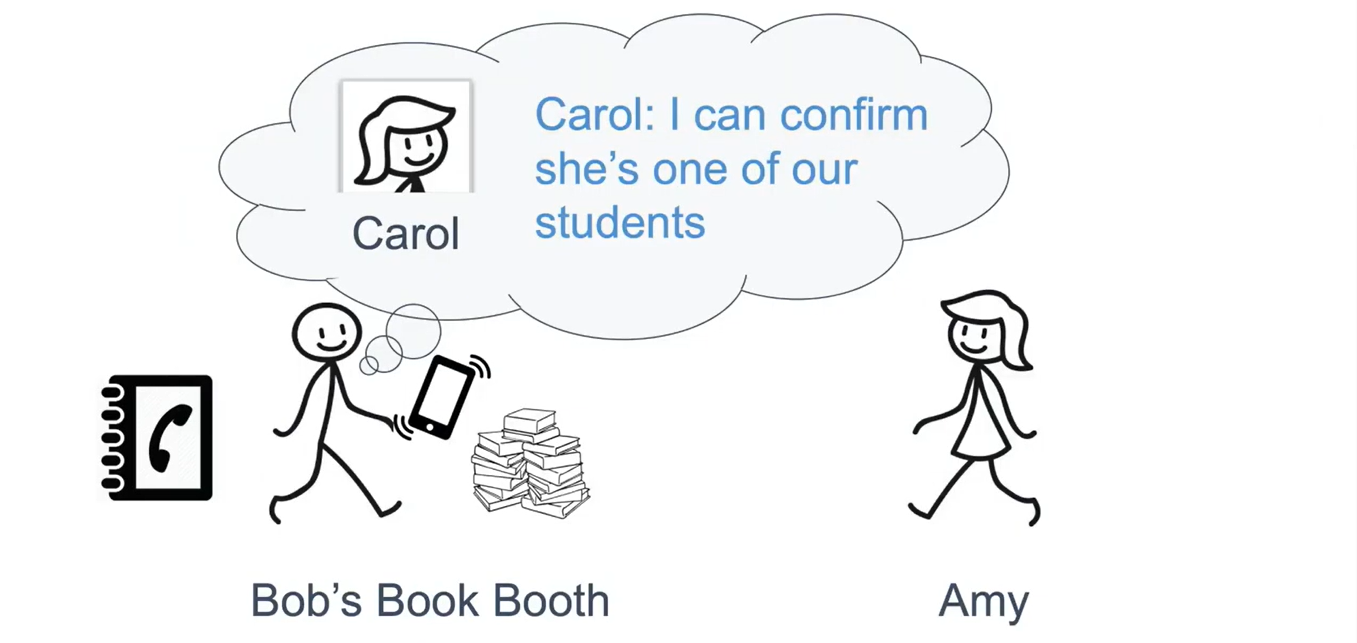 Carol: I can confirm
she’s one of our
students
Carol
Bob’s Book Booth
Amy